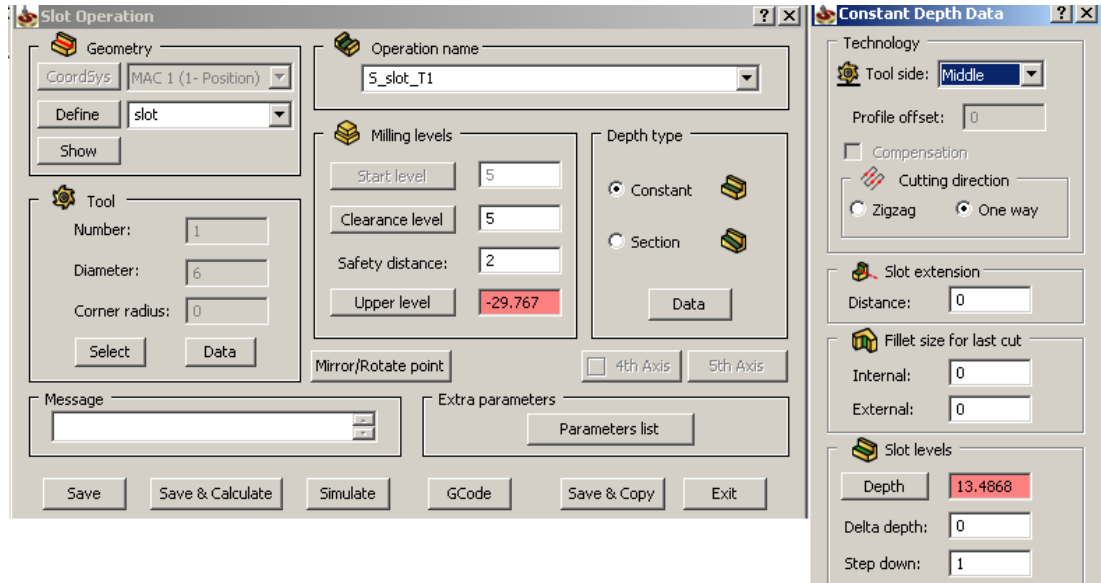 Slot Operation
Geometry
CoordSys MAC 1 (1- Position)
Define slot
Show
Operation name
S_slot_T1
Tool
Number: 1
Diameter: 6
Corner radius: 0
Select Data
Milling levels
Start level 5
Clearance level 5
Safety distance: 2
Upper level -29.767
Depth type
Constant
Section
Data
Mirror/Rotate point
4th Axis 5th Axis
Message
Extra parameters
Parameters list
Save Save & Calculate Simulate GCode Save & Copy Exit
Constant Depth Data
Technology
Tool side: Middle
Profile offset: 0
Compensation
Cutting direction
Zigzag One way
Slot extension
Distance: 0
Fillet size for last cut
Internal: 0
External: 0
Slot levels
Depth 13.4868
Delta depth: 0
Step down: 1